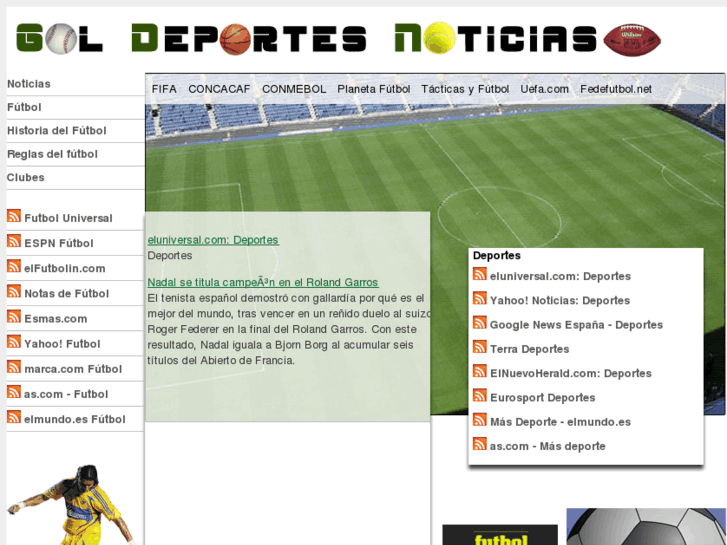 Gol Deportes Noticias
Wilson
Noticias
Fútbol
Historia del Fútbol
Reglas del fútbol
Clubes
Futbol Universal
ESPN Fútbol
elFutbolin.com
Notas de Fútbol
Esmas.com
Yahoo! Futbol
marca.com Fútbol
as.com - Futbol
elmundo.es Fútbol
FIFA CONCACAF CONMEBOL Planeta Fútbol Tácticas y Fútbol Uefa.com Fedefutbol.net
eluniversal.com: Deportes
Deportes
Nadal se titula campeÃ³n en el Roland Garros
El tenista español demostró con gallardía por qué es el
mejor del mundo, tras vencer en un reñido duelo al suizo
Roger Federer en la final del Roland Garros. Con este
resultado, Nadal iguala a Bjorn Borg al acumular seis
títulos del Abierto de Francia.
Deportes
eluniversal.com: Deportes
Yahoo! Noticias: Deportes
Google News España - Deportes
Terra Deportes
ElNuevoHerald.com: Deportes
Eurosport Deportes
Más Deporte - elmundo.es
as.com - Más deporte
futbol